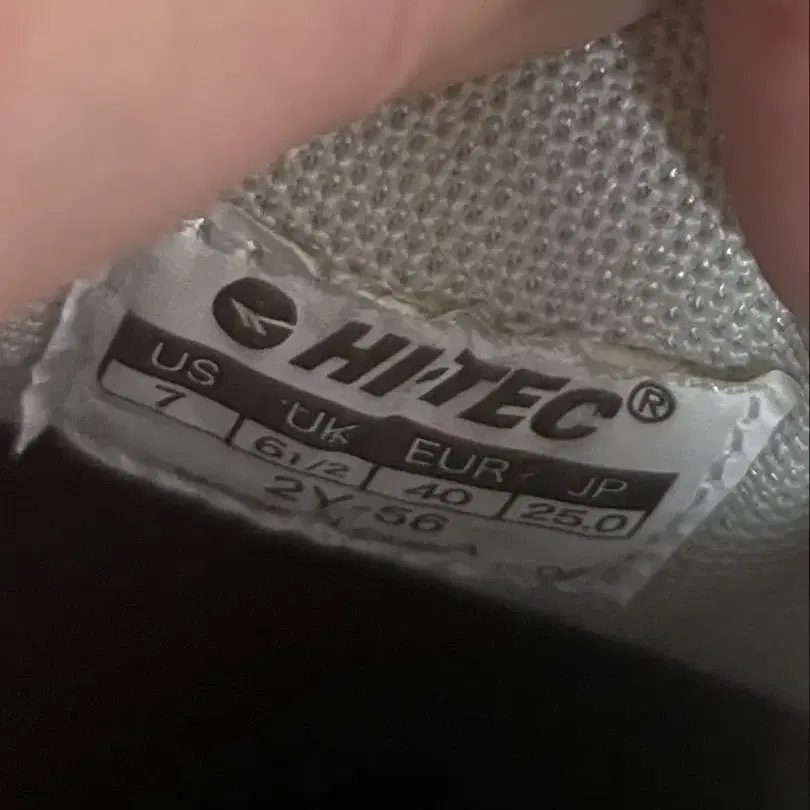 HI-TEC®
US UK EUR JP
7 6 1/2 40 25.0
2Y-56